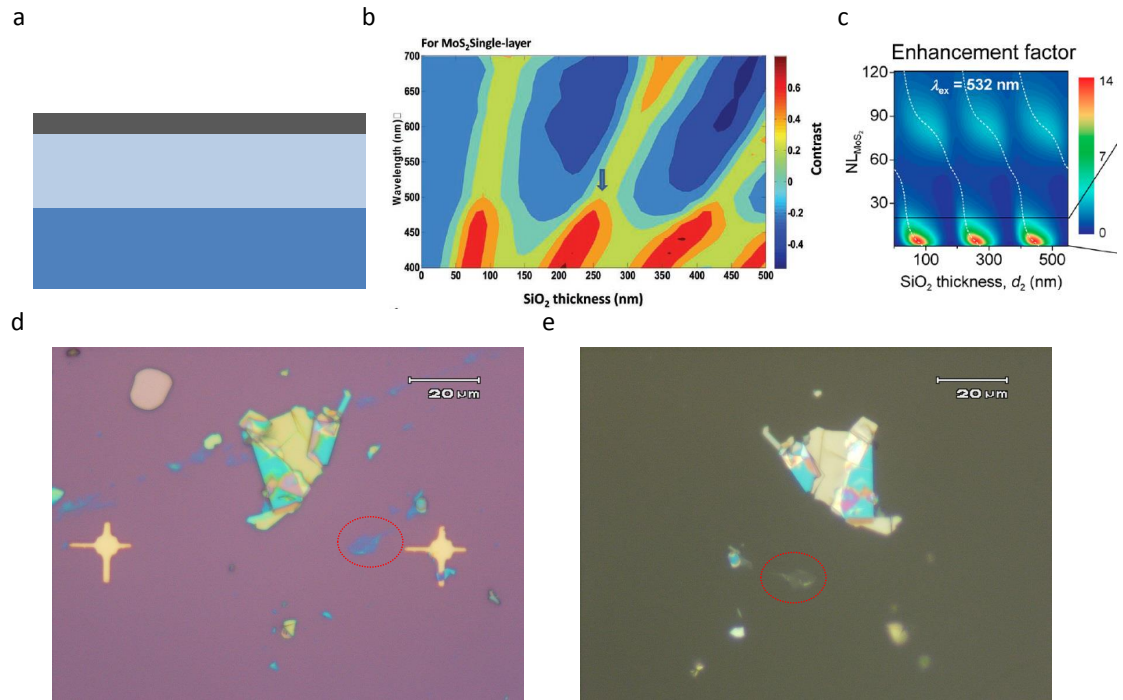 a
b
c
For MoS₂Single-layer
700
650
600
550
500
450
400
Wavelength (nm)□
0
50
100
150
200
250
300
350
400
450
500
SiO₂ thickness (nm)
0.6
0.4
0.2
0
-0.2
-0.4
Contrast
Enhancement factor
λex = 532 nm
120
90
60
30
NLMoS₂
100
300
500
SiO₂ thickness, d₂ (nm)
14
7
0
d
e
20 μm
20 μm